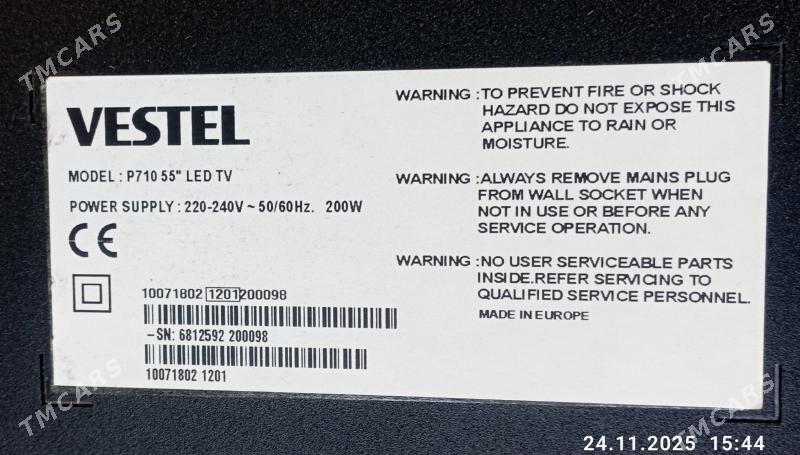 VESTEL
MODEL : P710 55" LED TV
POWER SUPPLY : 220-240V ~ 50/60Hz. 200W
CE
10071802 1201 200098
-SN: 6812592 200098
10071802 1201
WARNING :TO PREVENT FIRE OR SHOCK
HAZARD DO NOT EXPOSE THIS
APPLIANCE TO RAIN OR
MOISTURE.
WARNING :ALWAYS REMOVE MAINS PLUG
FROM WALL SOCKET WHEN
NOT IN USE OR BEFORE ANY
SERVICE OPERATION.
WARNING :NO USER SERVICEABLE PARTS
INSIDE.REFER SERVICING TO
QUALIFIED SERVICE PERSONNEL.
MADE IN EUROPE
24.11.2025 15:44
TMCARS
TMCARS
TMCARS
TMCARS
TMCARS